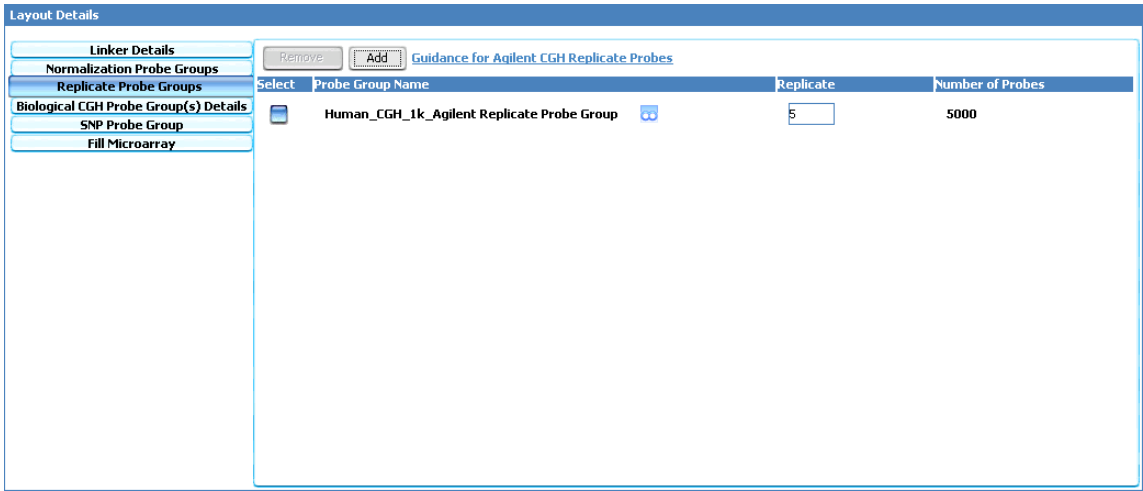 Layout Details
Linker Details
Normalization Probe Groups
Replicate Probe Groups
Biological CGH Probe Group(s) Details
SNP Probe Group
Fill Microarray
Remove Add Guidance for Agilent CGH Replicate Probes
Select Probe Group Name Replicate Number of Probes
Human_CGH_1k_Agilent Replicate Probe Group 5 5000